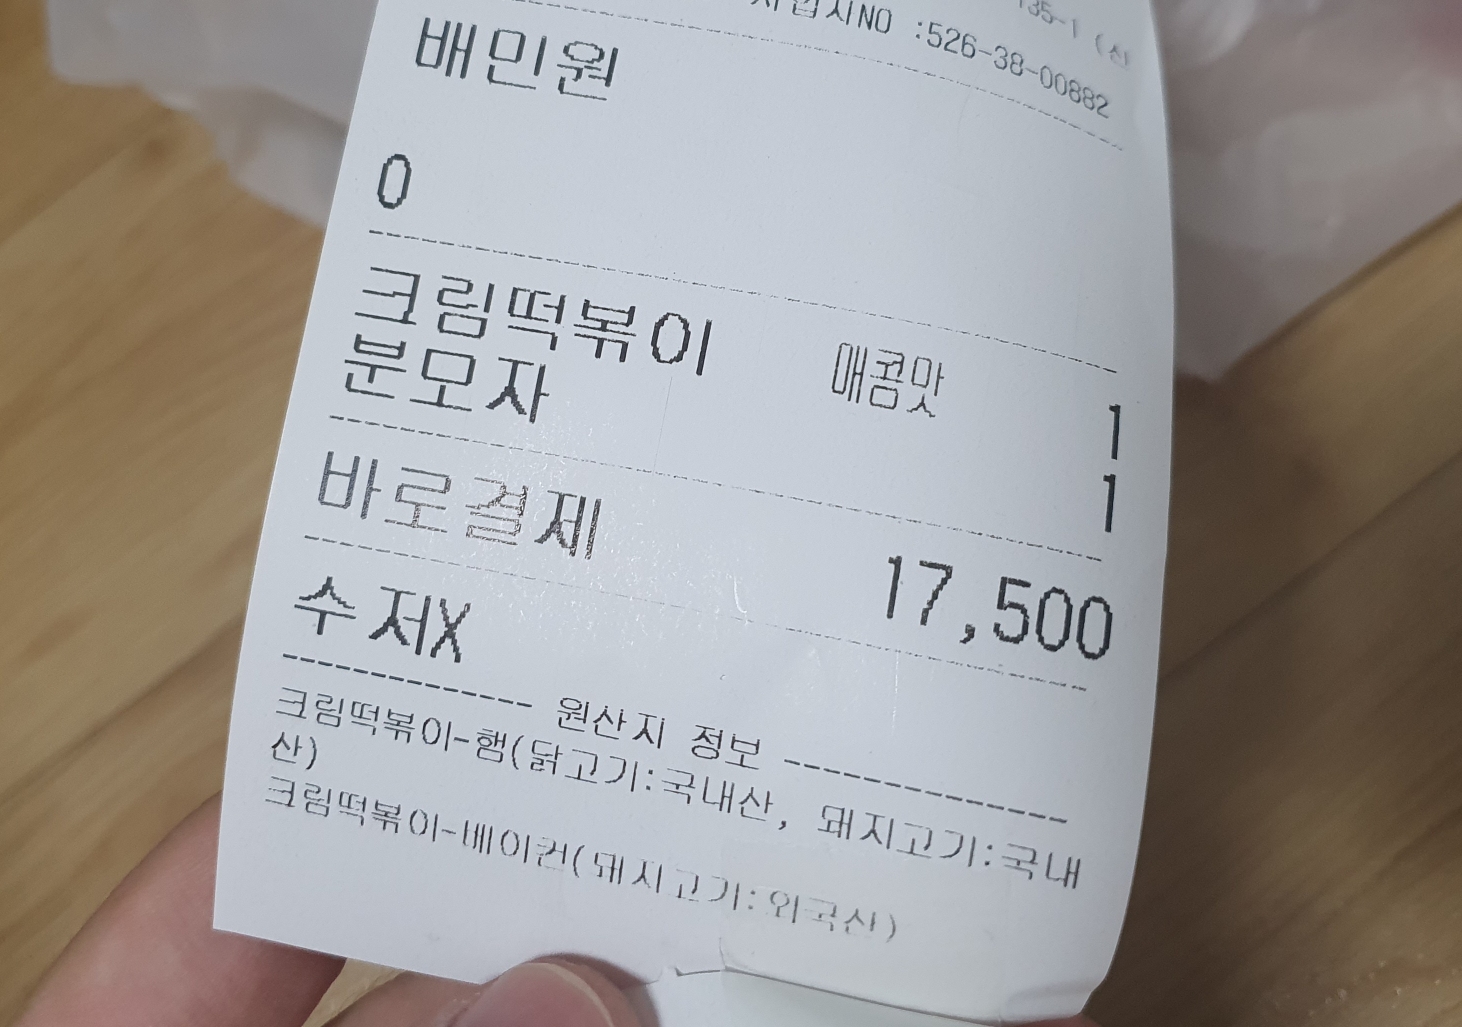 135-1 (신
사업자NO :526-38-00882
배민원
0
크림떡볶이 매콤맛 1
분모자 1
바로결제 17,500
수저X
원산지 정보
크림떡볶이-햄(닭고기:국내산, 돼지고기:국내
산)
크림떡볶이-베이컨(돼지고기:외국산)